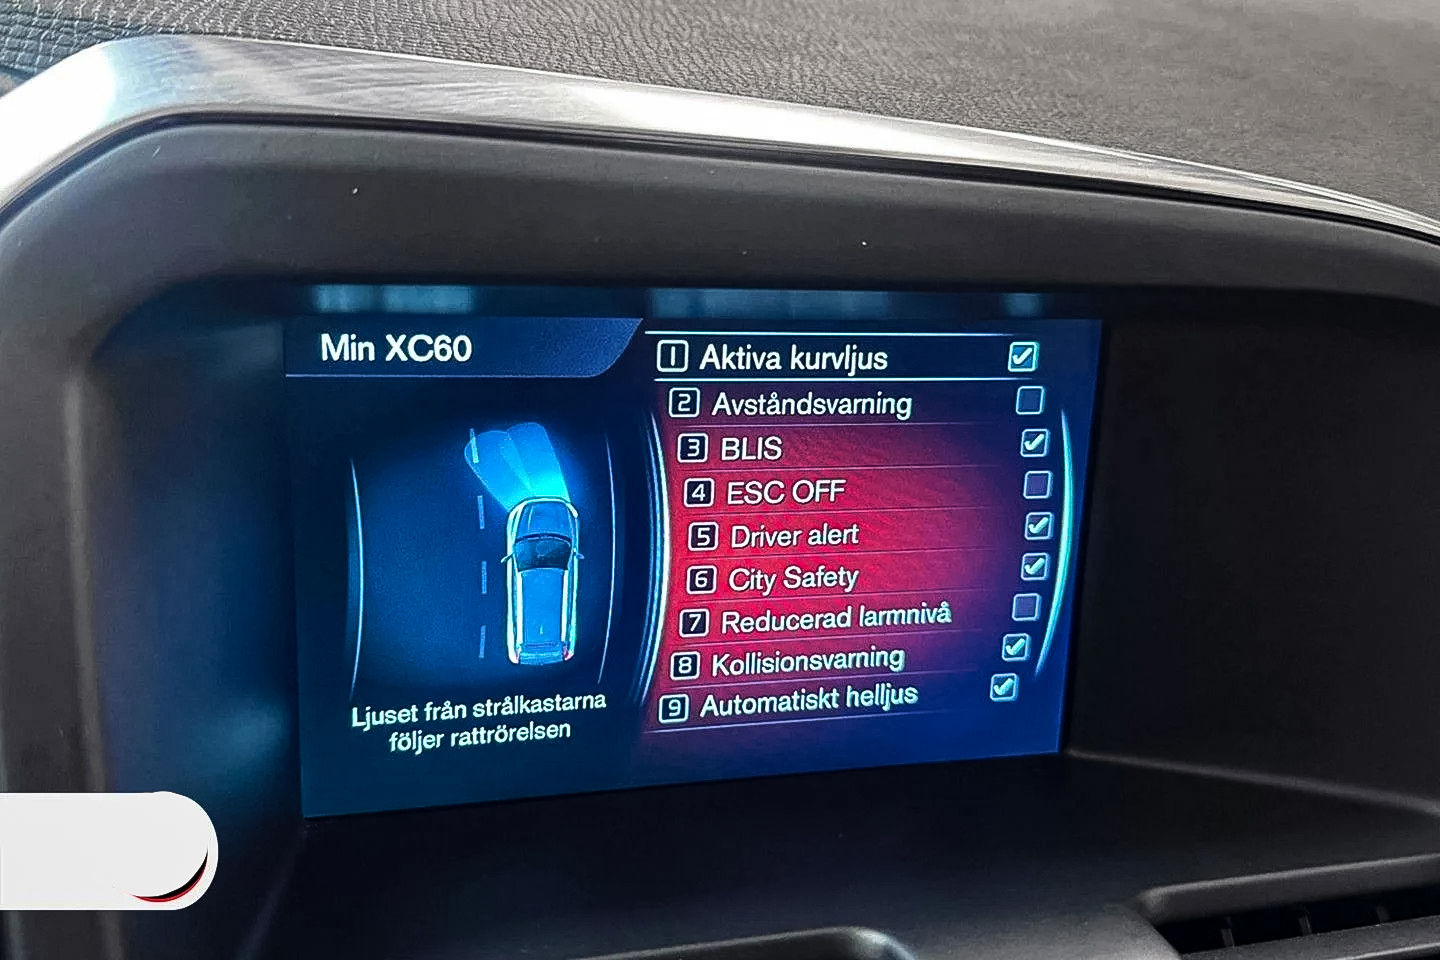 Min XC60
1 Aktiva kurvljus
2 Avståndsvarning
3 BLIS
4 ESC OFF
5 Driver alert
6 City Safety
7 Reducerad larmnivå
8 Kollisionsvarning
9 Automatiskt helljus
Ljuset från strålkastarna
följer rattrörelsen